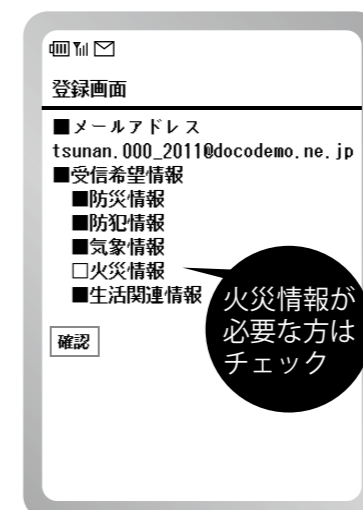 登録画面
■メールアドレス
tsunan.000_2011@docodemo.ne.jp
■受信希望情報
■防災情報
■防犯情報
■気象情報
□火災情報
■生活関連情報
火災情報が
必要な方は
チェック
確認